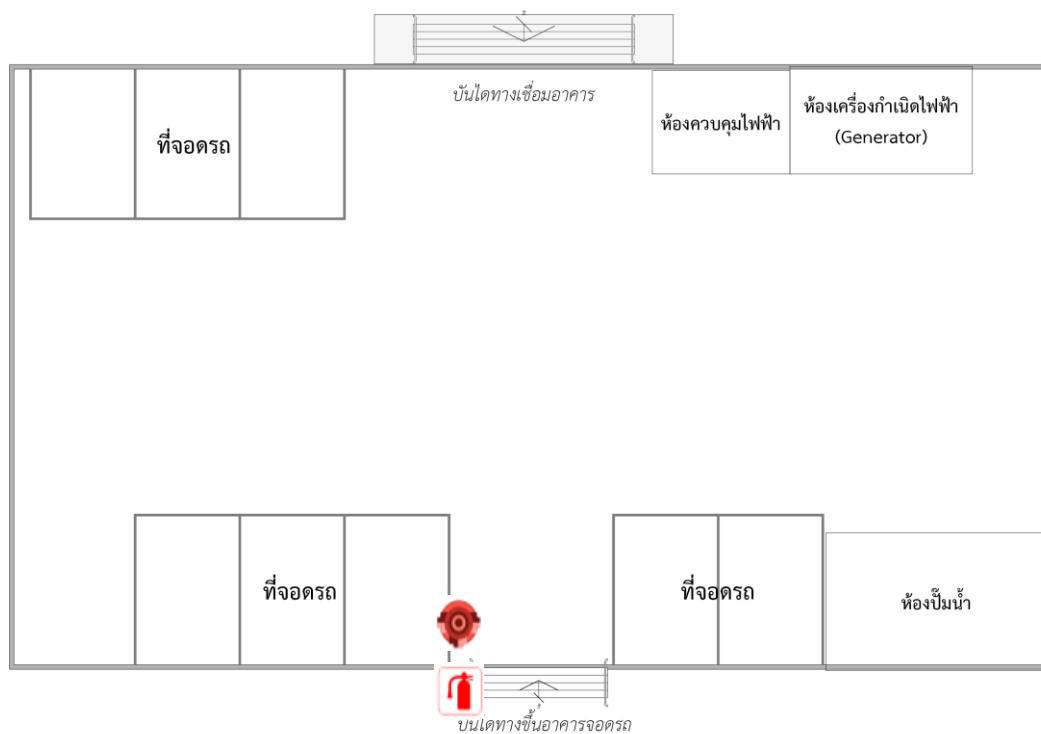 บันไดทางเชื่อมอาคาร
ที่จอดรถ
ห้องควบคุมไฟฟ้า
ห้องเครื่องกำเนิดไฟฟ้า
(Generator)
ที่จอดรถ
ที่จอดรถ
ห้องปั๊มน้ำ
บันไดทางขึ้นอาคารจอดรถ